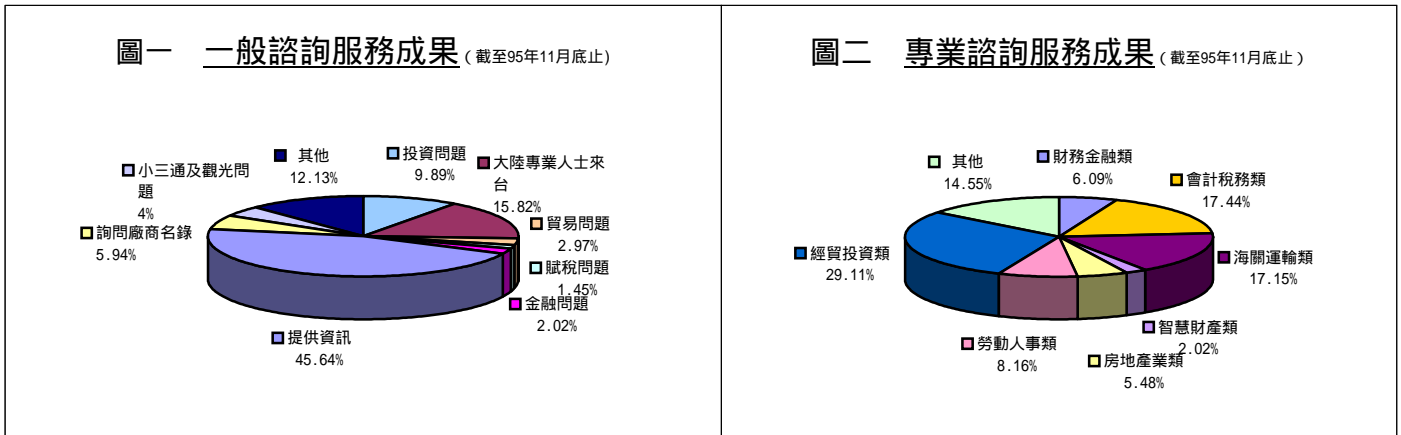 圖一 一般諮詢服務成果(截至95年11月底止)
其他
12.13%
投資問題
9.89%
大陸專業人士來
台
15.82%
貿易問題
2.97%
賦稅問題
1.45%
金融問題
2.02%
提供資訊
45.64%
詢問廠商名錄
5.94%
小三通及觀光問
題
4%
圖二 專業諮詢服務成果(截至95年11月底止)
其他
14.55%
財務金融類
6.09%
會計稅務類
17.44%
海關運輸類
17.15%
智慧財產類
2.02%
房地產業類
5.48%
勞動人事類
8.16%
經貿投資類
29.11%